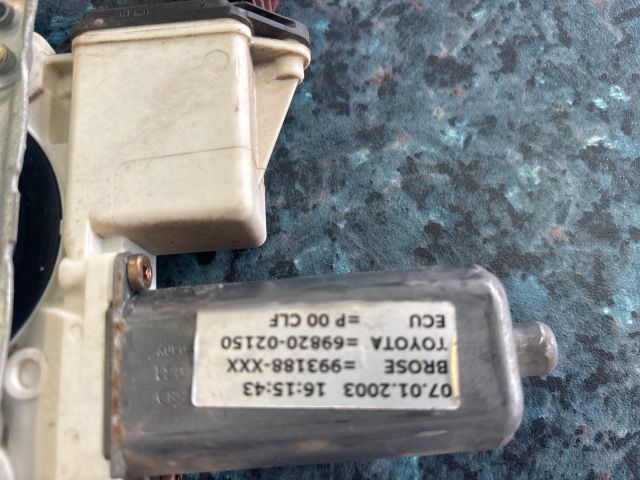 07.01.2003 16:15:43
BROSE =993188-XXX
TOYOTA =69820-02150
ECU =P 00 CLF